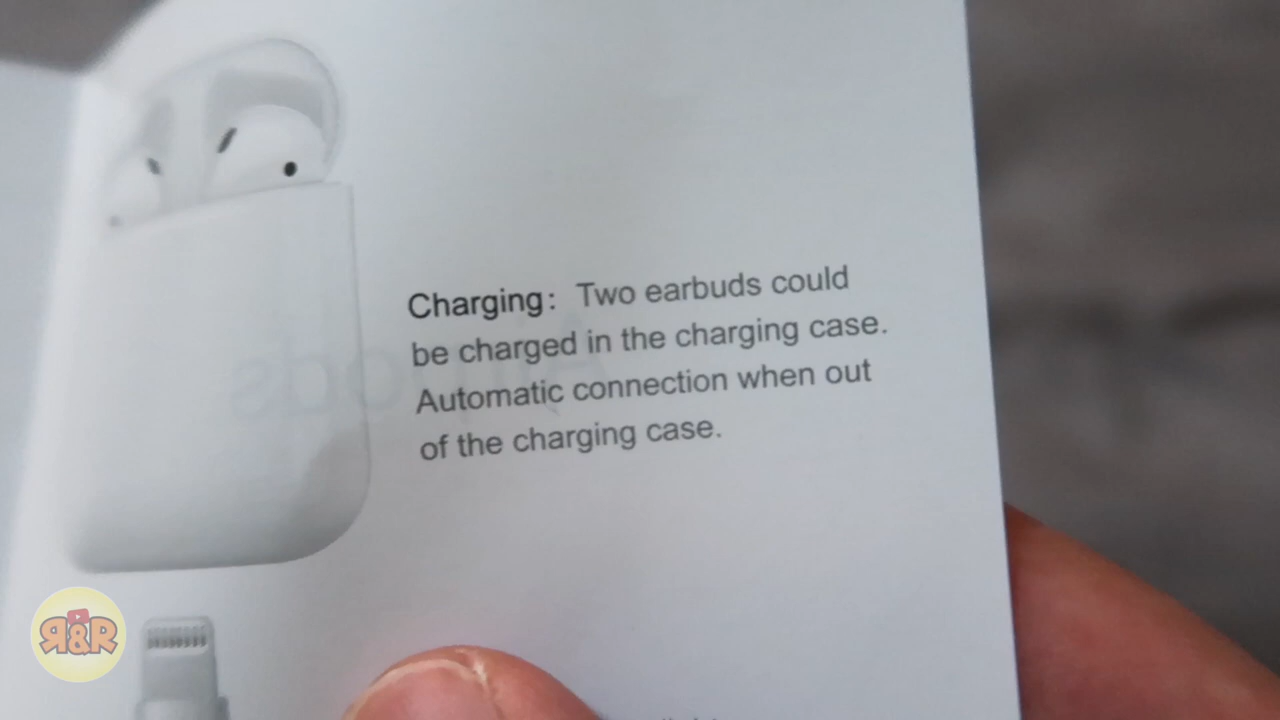 Charging: Two earbuds could
be charged in the charging case.
Automatic connection when out
of the charging case.
R&R